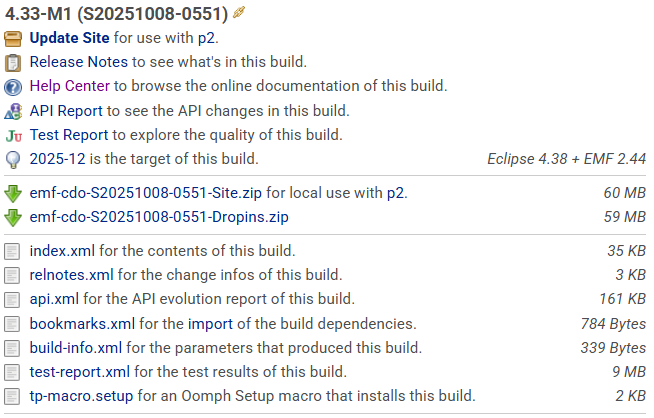 4.33-M1 (S20251008-0551)
Update Site for use with p2.
Release Notes to see what's in this build.
Help Center to browse the online documentation of this build.
API Report to see the API changes in this build.
Test Report to explore the quality of this build.
2025-12 is the target of this build. Eclipse 4.38 + EMF 2.44
emf-cdo-S20251008-0551-Site.zip for local use with p2. 60 MB
emf-cdo-S20251008-0551-Dropins.zip 59 MB
index.xml for the contents of this build. 35 KB
relnotes.xml for the change infos of this build. 3 KB
api.xml for the API evolution report of this build. 161 KB
bookmarks.xml for the import of the build dependencies. 784 Bytes
build-info.xml for the parameters that produced this build. 339 Bytes
test-report.xml for the test results of this build. 9 MB
tp-macro.setup for an Oomph Setup macro that installs this build. 2 KB